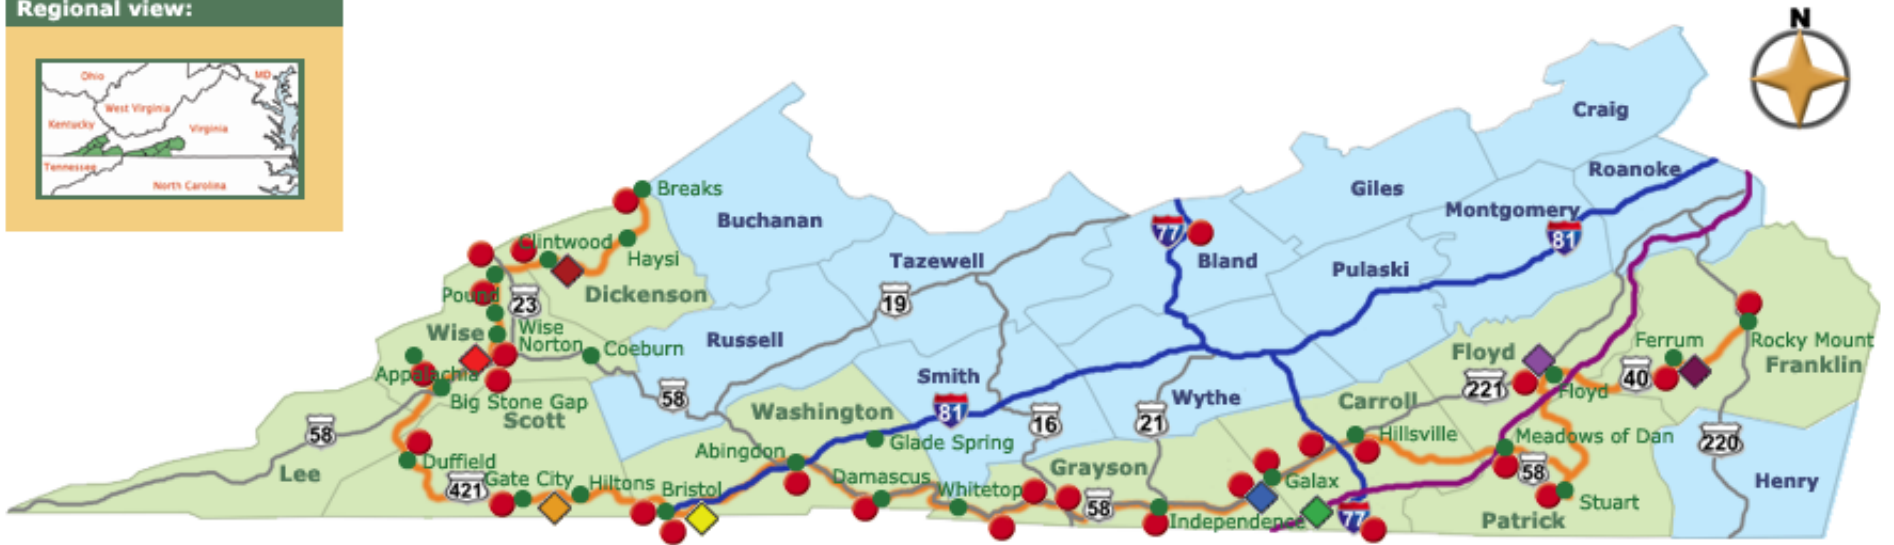 Regional view:
Ohio
MD
West Virginia
Kentucky
Virginia
Tennessee
North Carolina
N
Craig
Roanoke
Breaks
Giles
Buchanan
Montgomery
77
81
Clintwood
Haysi
Tazewell
Bland
Pulaski
Dickenson
Pound
23
19
Wise
Wise
Norton
Coeburn
Russell
Ferrum
Rocky Mount
Floyd
Franklin
Appalachia
Smith
40
221
Floyd
Big Stone Gap
58
Wythe
Carroll
Scott
Washington
81
16
21
58
Hillsville
Meadows of Dan
220
Abingdon
Glade Spring
Duffield
Lee
Grayson
58
Gate City
Hiltons
Bristol
Damascus
Galax
Henry
421
Whitetop
58
Stuart
Independence
77
Patrick